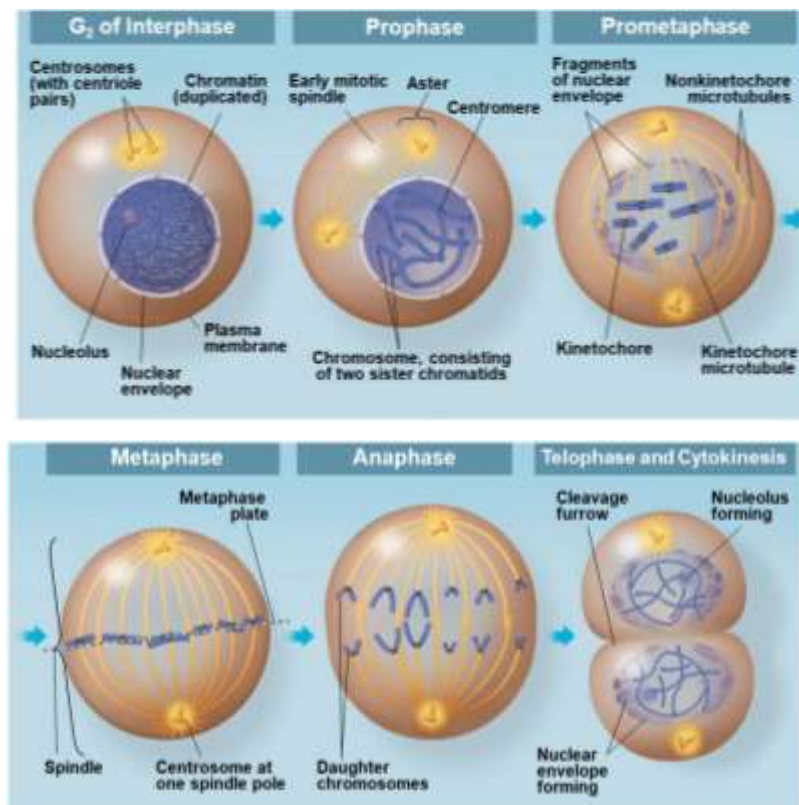 G₂ of Interphase
Prophase
Prometaphase
Centrosomes
(with centriole
pairs)
Chromatin
(duplicated)
Early mitotic
spindle
Aster
Centromere
Fragments
of nuclear
envelope
Nonkinetochore
microtubules
Nucleolus
Nuclear
envelope
Plasma
membrane
Chromosome, consisting
of two sister chromatids
Kinetochore
Kinetochore
microtubule
Metaphase
Anaphase
Telophase and Cytokinesis
Metaphase
plate
Cleavage
furrow
Nucleolus
forming
Spindle
Centrosome at
one spindle pole
Daughter
chromosomes
Nuclear
envelope
forming